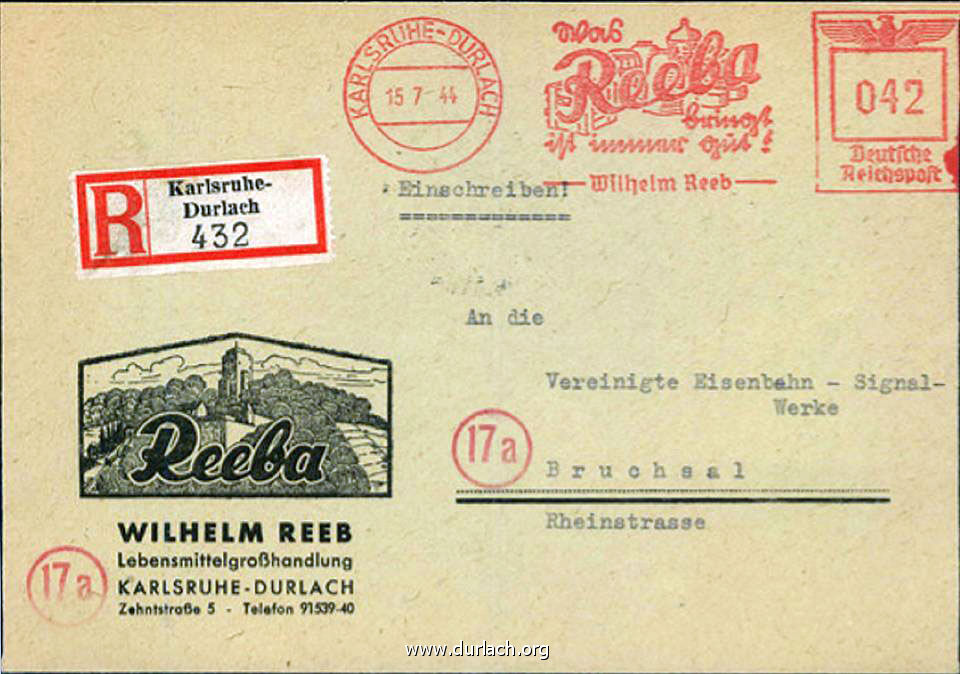 KARLSRUHE-DURLACH
15 7 44
Was
Reeba
bringt
ist immer gut!
Wilhelm Reeb
042
Deutsche
Reichspost
R
Karlsruhe-
Durlach
432
Einschreiben!
An die
Vereinigte Eisenbahn - Signal-
Werke
17a
Bruchsal
Rheinstrasse
Reeba
WILHELM REEB
Lebensmittelgroßhandlung
KARLSRUHE-DURLACH
Zehntstraße 5 - Telefon 91539-40
17a
www.durlach.org